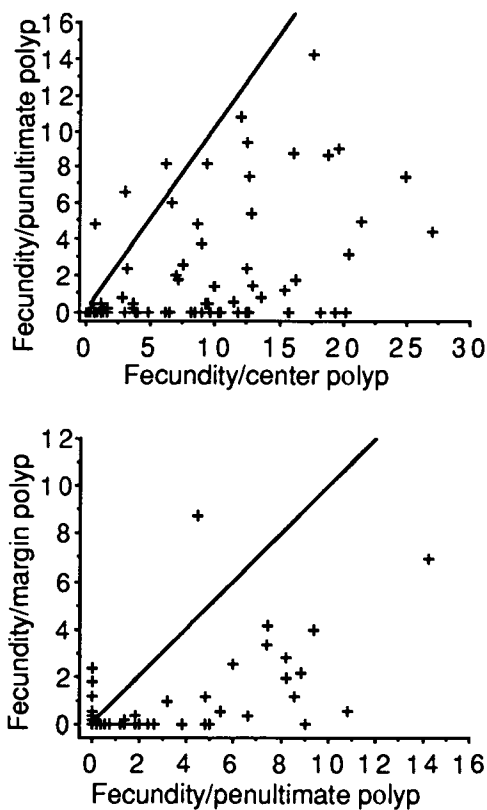 16
14
12
10
8
6
4
2
0
Fecundity/punultimate polyp
0 5 10 15 20 25 30
Fecundity/center polyp
12
10
8
6
4
2
0
Fecundity/margin polyp
0 2 4 6 8 10 12 14 16
Fecundity/penultimate polyp